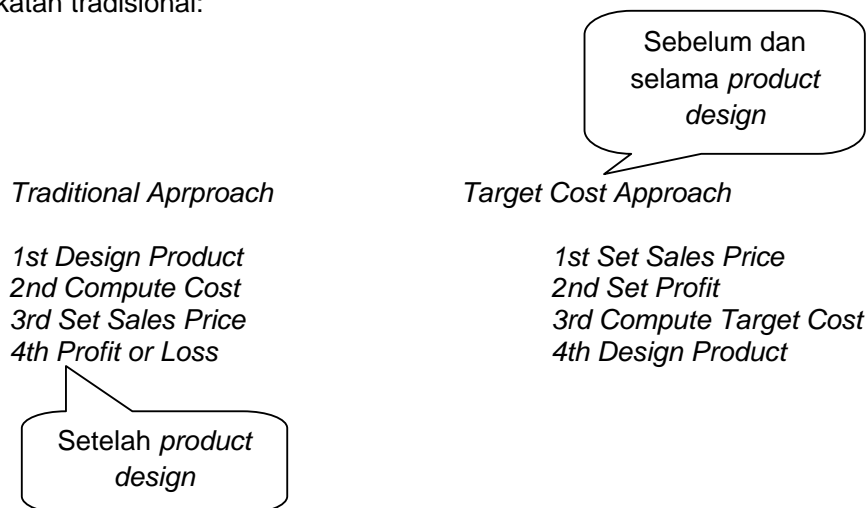 katan tradisional:
Sebelum dan
selama product
design
Traditional Aprproach
Target Cost Approach
1st Design Product
2nd Compute Cost
3rd Set Sales Price
4th Profit or Loss
1st Set Sales Price
2nd Set Profit
3rd Compute Target Cost
4th Design Product
Setelah product
design